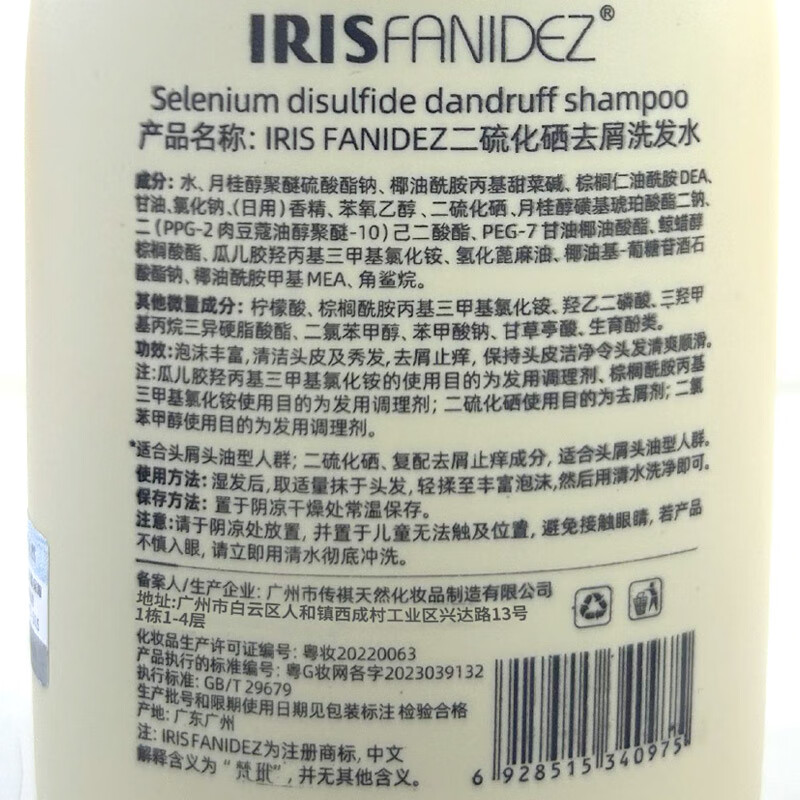 IRIS FANIDEZ®
Selenium disulfide dandruff shampoo
产品名称: IRIS FANIDEZ二硫化硒去屑洗发水
成分: 水、月桂醇聚醚硫酸酯钠、椰油酰胺丙基甜菜碱、棕榈仁油酰胺DEA、
甘油、氯化钠、(日用)香精、苯氧乙醇、二硫化硒、月桂醇磺基琥珀酸酯二钠、
二(PPG-2肉豆蔻油醇聚醚-10)己二酸酯、PEG-7甘油椰油酸酯、鲸蜡醇
棕榈酸酯、瓜儿胶羟丙基三甲基氯化铵、氢化蓖麻油、椰油基-葡糖苷酒石
酸酯钠、椰油酰胺甲基MEA、角鲨烷。
其他微量成分: 柠檬酸、棕榈酰胺丙基三甲基氯化铵、羟乙二磷酸、三羟甲
基丙烷三异硬脂酸酯、二氯苯甲醇、苯甲酸钠、甘草亭酸、生育酚类。
功效:泡沫丰富,清洁头皮及秀发,去屑止痒, 保持头皮洁净令头发清爽顺滑。
注:瓜儿胶羟丙基三甲基氯化铵的使用目的为发用调理剂、棕榈酰胺丙基
三甲基氯化铵使用目的为发用调理剂; 二硫化硒使用目的为去屑剂; 二氯
苯甲醇使用目的为发用调理剂。
*适合头屑头油型人群; 二硫化硒、复配去屑止痒成分, 适合头屑头油型人群。
使用方法: 湿发后,取适量抹于头发, 轻揉至丰富泡沫,然后用清水洗净即可。
保存方法: 置于阴凉干燥处常温保存。
注意:请于阴凉处放置, 并置于儿童无法触及位置, 避免接触眼睛, 若产品
不慎入眼, 请立即用清水彻底冲洗。
备案人/生产企业: 广州市传祺天然化妆品制造有限公司
地址:广州市白云区人和镇西成村工业区兴达路13号
1栋1-4层
化妆品生产许可证编号: 粤妆20220063
产品执行的标准编号: 粤G妆网备字2023039132
执行标准: GB/T 29679
生产批号和限期使用日期见包装标注 检验合格
产地: 广东广州
注: IRIS FANIDEZ为注册商标, 中文
解释含义为“梵玳”, 并无其他含义。
6 928515 340975